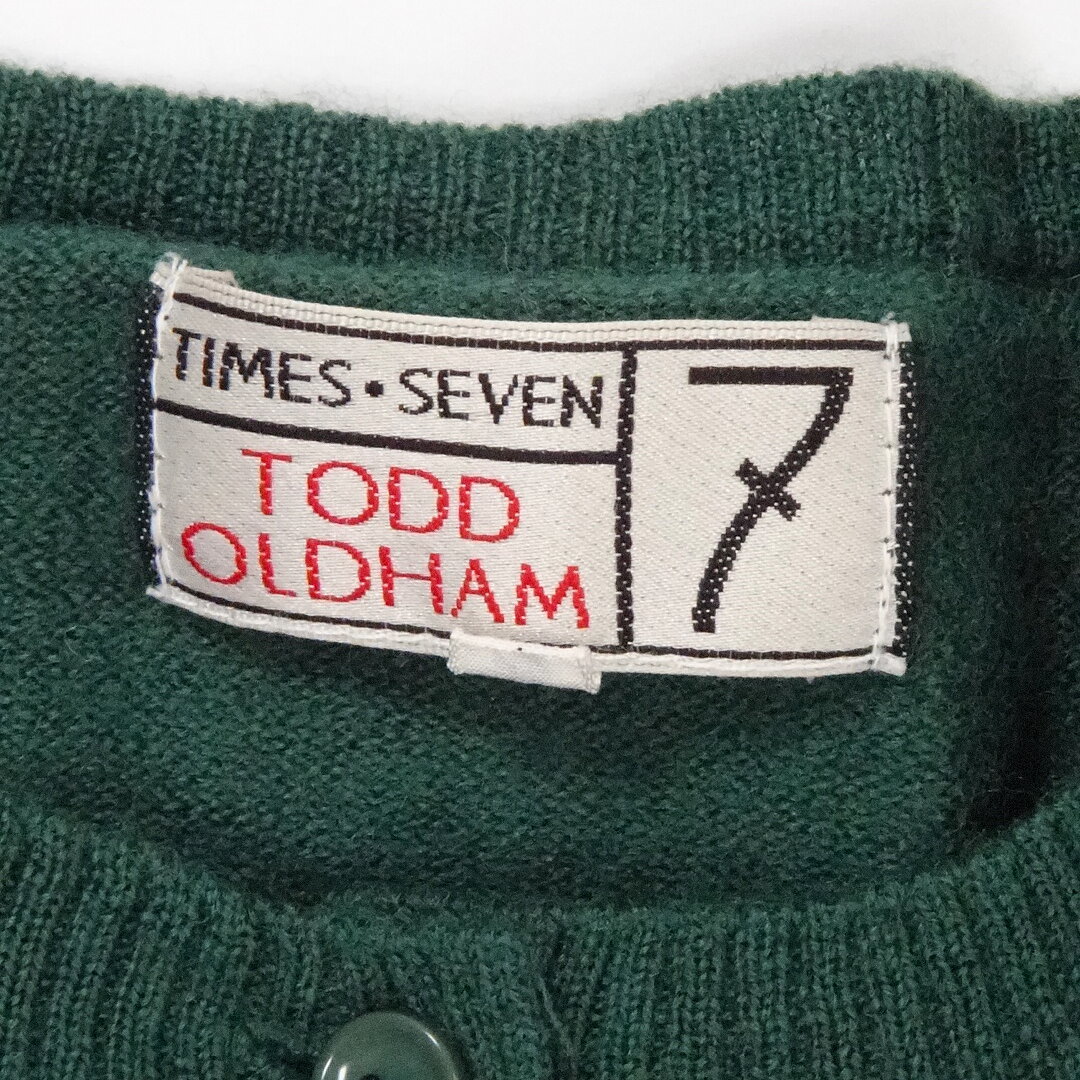 TIMES • SEVEN
TODD
OLDHAM
7